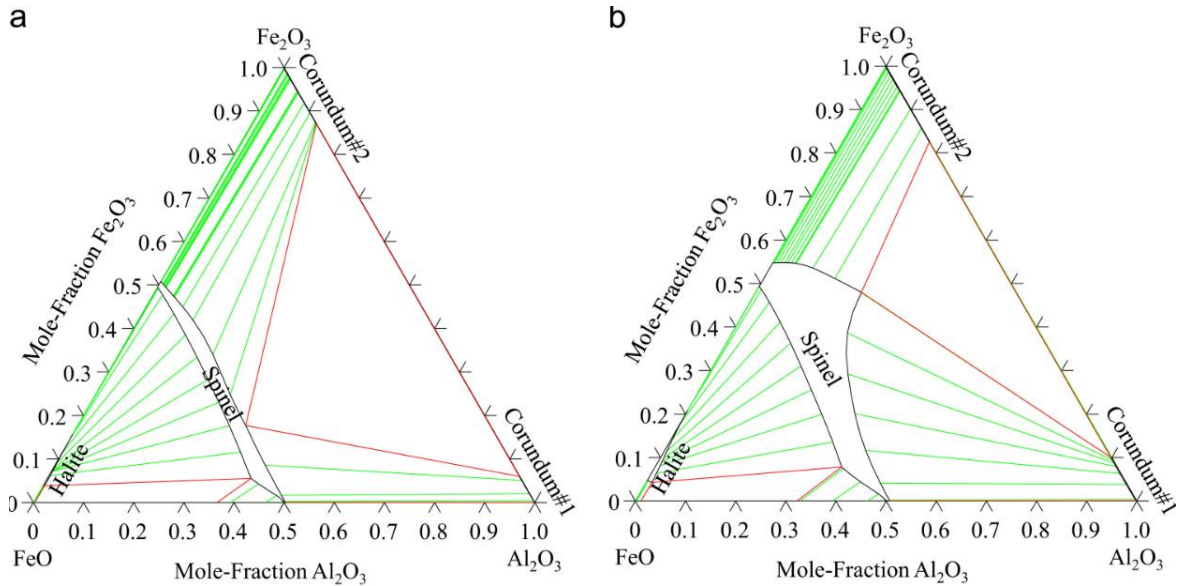 a
Fe₂O₃
Corundum#2
1.0
0.9
0.8
0.7
0.6
0.5
0.4
0.3
0.2
0.1
0
Mole-Fraction Fe₂O₃
Spinel
Halite
Corundum#1
0 0.1 0.2 0.3 0.4 0.5 0.6 0.7 0.8 0.9 1.0
FeO Al₂O₃
Mole-Fraction Al₂O₃
b
Fe₂O₃
Corundum#2
1.0
0.9
0.8
0.7
0.6
0.5
0.4
0.3
0.2
0.1
0
Mole-Fraction Fe₂O₃
Spinel
Halite
Corundum#1
0 0.1 0.2 0.3 0.4 0.5 0.6 0.7 0.8 0.9 1.0
FeO Al₂O₃
Mole-Fraction Al₂O₃